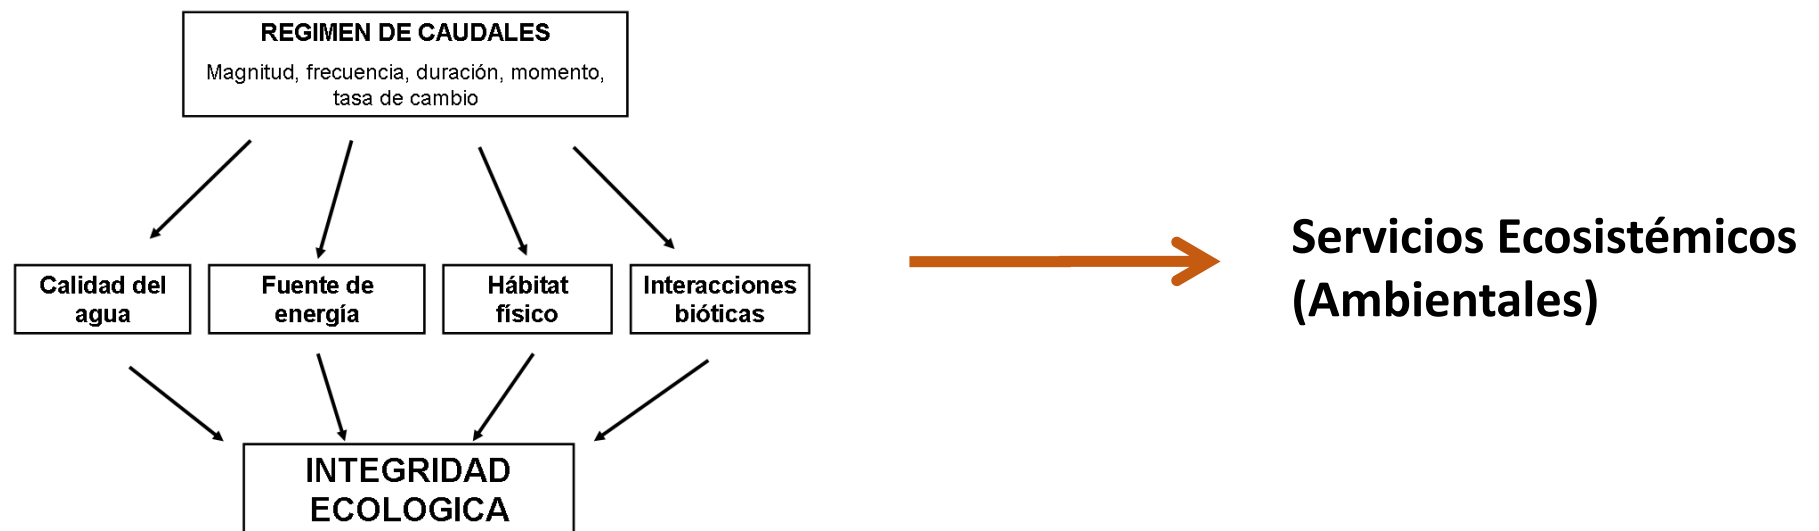 REGIMEN DE CAUDALES
Magnitud, frecuencia, duración, momento,
tasa de cambio
Calidad del
agua
Fuente de
energía
Hábitat
físico
Interacciones
bióticas
INTEGRIDAD
ECOLOGICA
Servicios Ecosistémicos
(Ambientales)